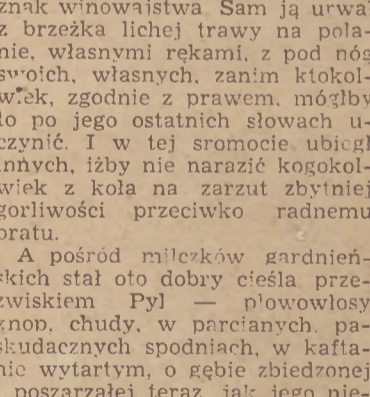 znak winowajstwa Sam ją urwał
z brzeżka lichej trawy na pola-
nie, własnymi rękami, z pod nóg
swoich, własnych, zanim ktokol-
wiek, zgodnie z prawem, mógłby
to po jego ostatnich słowach u-
czynić. I w tej sromocie ubiegł
innych, iżby nie narazić kogokol-
wiek z koła na zarzut zbytniej
gorliwości przeciwko radnemu
bratu.
A pośród milczków gardnień-
skich stał oto dobry cieśla prze-
zwiskiem Pyl — płowowłosy
knop, chudy, w parcianych, pa-
skudacznych spodniach, w kafta-
nie wytartym, o gębie zbiedzonej
poszarzałej teraz, jak jego nie-